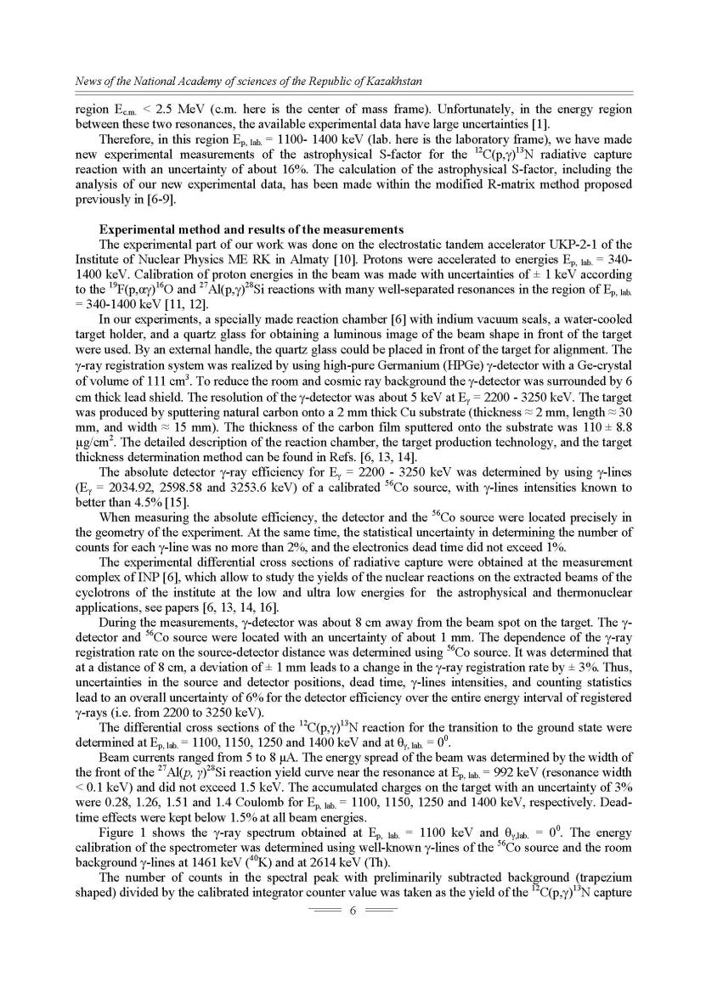 News of the National Academy of sciences of the Republic of Kazakhstan
region Ec.m. < 2.5 MeV (c.m. here is the center of mass frame). Unfortunately, in the energy region
between these two resonances, the available experimental data have large uncertainties [1].
Therefore, in this region Ep, lab. = 1100- 1400 keV (lab. here is the laboratory frame), we have made
new experimental measurements of the astrophysical S-factor for the ¹²C(p,γ)¹³N radiative capture
reaction with an uncertainty of about 16%. The calculation of the astrophysical S-factor, including the
analysis of our new experimental data, has been made within the modified R-matrix method proposed
previously in [6-9].
Experimental method and results of the measurements
The experimental part of our work was done on the electrostatic tandem accelerator UKP-2-1 of the
Institute of Nuclear Physics ME RK in Almaty [10]. Protons were accelerated to energies Ep, lab. = 340-
1400 keV. Calibration of proton energies in the beam was made with uncertainties of ± 1 keV according
to the ¹⁹F(p,αγ)¹⁶O and ²⁷Al(p,γ)²⁸Si reactions with many well-separated resonances in the region of Ep, lab.
= 340-1400 keV [11, 12].
In our experiments, a specially made reaction chamber [6] with indium vacuum seals, a water-cooled
target holder, and a quartz glass for obtaining a luminous image of the beam shape in front of the target
were used. By an external handle, the quartz glass could be placed in front of the target for alignment. The
γ-ray registration system was realized by using high-pure Germanium (HPGe) γ-detector with a Ge-crystal
of volume of 111 cm³. To reduce the room and cosmic ray background the γ-detector was surrounded by 6
cm thick lead shield. The resolution of the γ-detector was about 5 keV at Eγ = 2200 - 3250 keV. The target
was produced by sputtering natural carbon onto a 2 mm thick Cu substrate (thickness ≈ 2 mm, length ≈ 30
mm, and width ≈ 15 mm). The thickness of the carbon film sputtered onto the substrate was 110 ± 8.8
μg/cm². The detailed description of the reaction chamber, the target production technology, and the target
thickness determination method can be found in Refs. [6, 13, 14].
The absolute detector γ-ray efficiency for Eγ = 2200 - 3250 keV was determined by using γ-lines
(Eγ = 2034.92, 2598.58 and 3253.6 keV) of a calibrated ⁵⁶Co source, with γ-lines intensities known to
better than 4.5% [15].
When measuring the absolute efficiency, the detector and the ⁵⁶Co source were located precisely in
the geometry of the experiment. At the same time, the statistical uncertainty in determining the number of
counts for each γ-line was no more than 2%, and the electronics dead time did not exceed 1%.
The experimental differential cross sections of radiative capture were obtained at the measurement
complex of INP [6], which allow to study the yields of the nuclear reactions on the extracted beams of the
cyclotrons of the institute at the low and ultra low energies for the astrophysical and thermonuclear
applications, see papers [6, 13, 14, 16].
During the measurements, γ-detector was about 8 cm away from the beam spot on the target. The γ-
detector and ⁵⁶Co source were located with an uncertainty of about 1 mm. The dependence of the γ-ray
registration rate on the source-detector distance was determined using ⁵⁶Co source. It was determined that
at a distance of 8 cm, a deviation of ± 1 mm leads to a change in the γ-ray registration rate by ± 3%. Thus,
uncertainties in the source and detector positions, dead time, γ-lines intensities, and counting statistics
lead to an overall uncertainty of 6% for the detector efficiency over the entire energy interval of registered
γ-rays (i.e. from 2200 to 3250 keV).
The differential cross sections of the ¹²C(p,γ)¹³N reaction for the transition to the ground state were
determined at Ep, lab. = 1100, 1150, 1250 and 1400 keV and at θγ, lab. = 0⁰.
Beam currents ranged from 5 to 8 μA. The energy spread of the beam was determined by the width of
the front of the ²⁷Al(p, γ)²⁸Si reaction yield curve near the resonance at Ep, lab. = 992 keV (resonance width
< 0.1 keV) and did not exceed 1.5 keV. The accumulated charges on the target with an uncertainty of 3%
were 0.28, 1.26, 1.51 and 1.4 Coulomb for Ep, lab. = 1100, 1150, 1250 and 1400 keV, respectively. Dead-
time effects were kept below 1.5% at all beam energies.
Figure 1 shows the γ-ray spectrum obtained at Ep, lab. = 1100 keV and θγ,lab. = 0⁰. The energy
calibration of the spectrometer was determined using well-known γ-lines of the ⁵⁶Co source and the room
background γ-lines at 1461 keV (⁴⁰K) and at 2614 keV (Th).
The number of counts in the spectral peak with preliminarily subtracted background (trapezium
shaped) divided by the calibrated integrator counter value was taken as the yield of the ¹²C(p,γ)¹³N capture
6